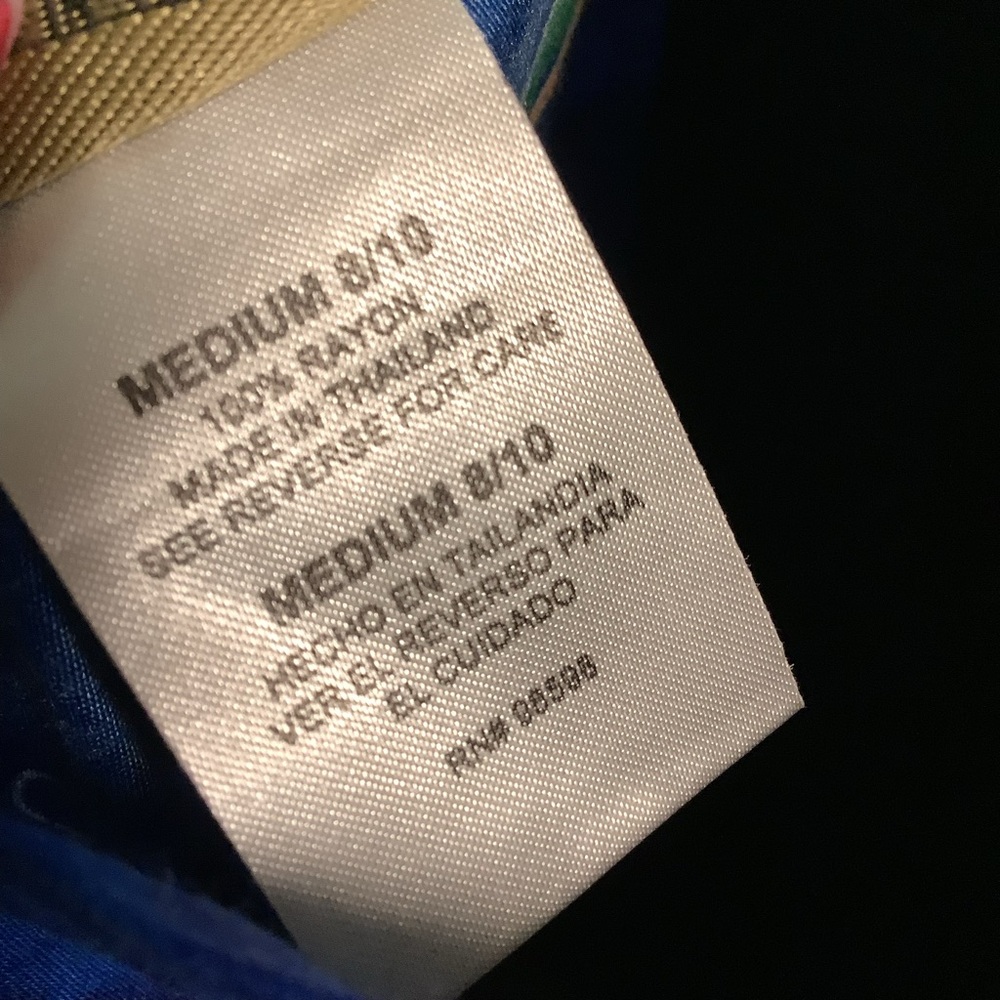 MEDIUM 8/10
100% RAYON
MADE IN THAILAND
SEE REVERSE FOR CARE
MEDIUM 8/10
HECHO EN TAILANDIA
VER EL REVERSO PARA
EL CUIDADO
RN#